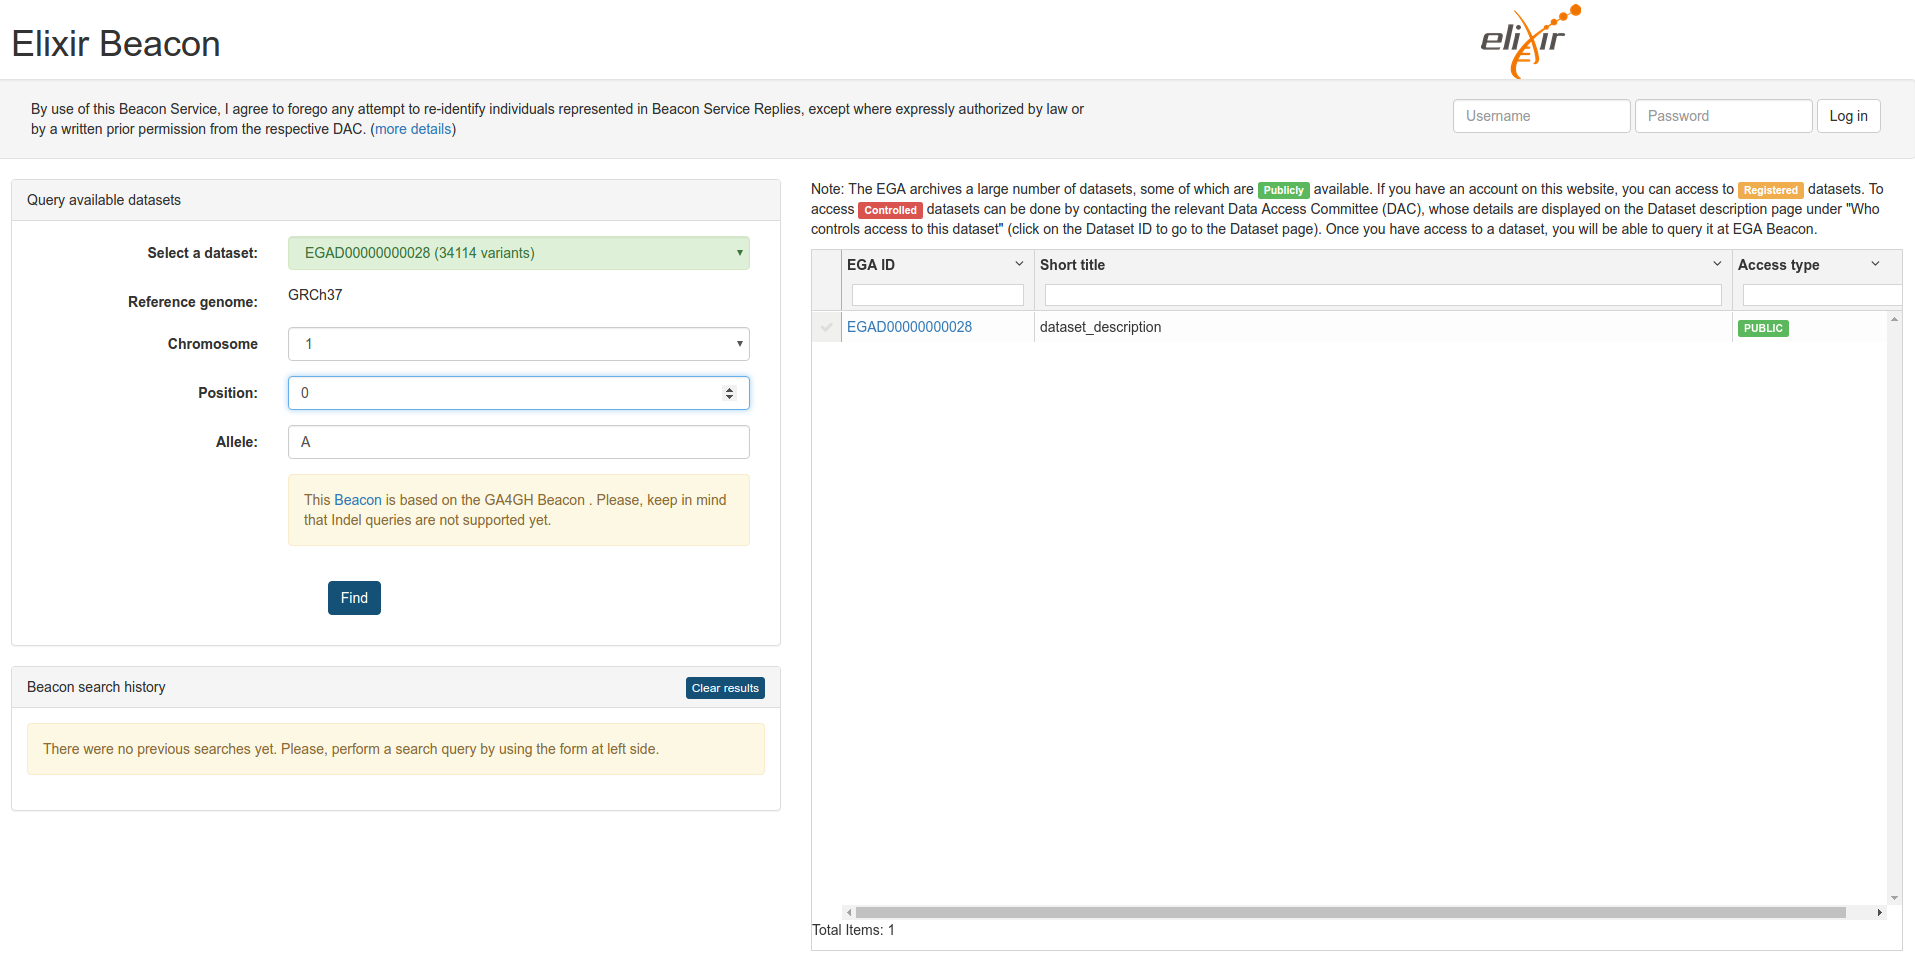 Elixir Beacon
elixir
By use of this Beacon Service, I agree to forego any attempt to re-identify individuals represented in Beacon Service Replies, except where expressly authorized by law or
by a written prior permission from the respective DAC. (more details)
Username
Password
Log in
Query available datasets
Select a dataset:
EGAD00000000028 (34114 variants)
Reference genome:
GRCh37
Chromosome
1
Position:
0
Allele:
A
This Beacon is based on the GA4GH Beacon . Please, keep in mind
that Indel queries are not supported yet.
Find
Beacon search history
Clear results
There were no previous searches yet. Please, perform a search query by using the form at left side.
Note: The EGA archives a large number of datasets, some of which are Publicly available. If you have an account on this website, you can access to Registered datasets. To
access Controlled datasets can be done by contacting the relevant Data Access Committee (DAC), whose details are displayed on the Dataset description page under "Who
controls access to this dataset" (click on the Dataset ID to go to the Dataset page). Once you have access to a dataset, you will be able to query it at EGA Beacon.
EGA ID
Short title
Access type
EGAD00000000028
dataset_description
PUBLIC
Total Items: 1